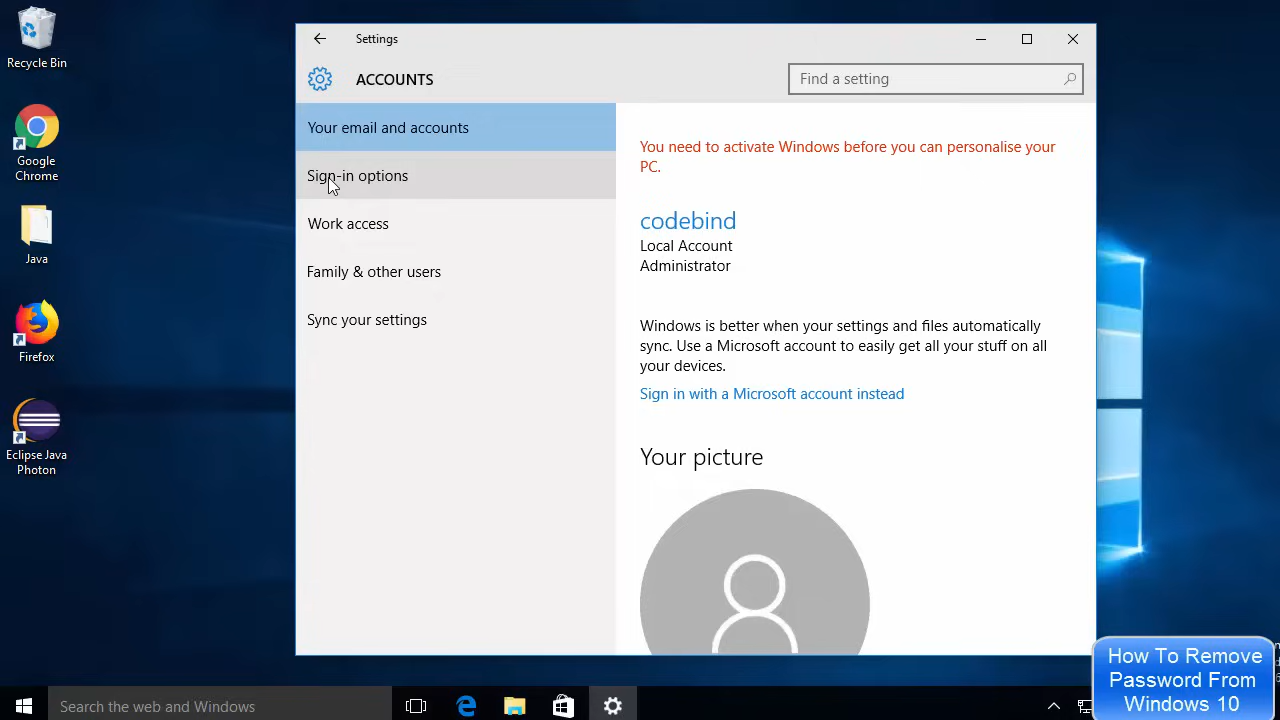 Recycle Bin
Google
Chrome
Java
Firefox
Eclipse Java
Photon
Settings
ACCOUNTS
Find a setting
Your email and accounts
Sign-in options
Work access
Family & other users
Sync your settings
You need to activate Windows before you can personalise your
PC.
codebind
Local Account
Administrator
Windows is better when your settings and files automatically
sync. Use a Microsoft account to easily get all your stuff on all
your devices.
Sign in with a Microsoft account instead
Your picture
Search the web and Windows
How To Remove
Password From
Windows 10